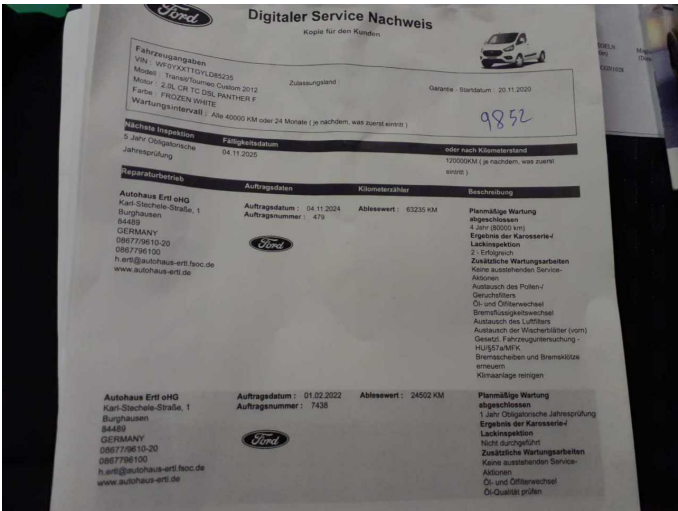 Ford
Digitaler Service Nachweis
Kopie für den Kunden
Fahrzeugangaben
VIN : WF0YXXTTGYLD85235
Modell : Transit/Tourneo Custom 2012
Motor : 2.0L CR TC DSL PANTHER F
Farbe : FROZEN WHITE
Zulassungsland :
Garantie - Startdatum : 20.11.2020
Wartungsintervall : Alle 40000 KM oder 24 Monate ( je nachdem, was zuerst eintritt )
9852
Nächste Inspektion Fälligkeitsdatum oder nach Kilometerstand
5 Jahr Obligatorische
Jahresprüfung
04.11.2025
120000KM ( je nachdem, was zuerst
eintritt )
Reparaturbetrieb Auftragsdaten Kilometerzähler Beschreibung
Autohaus Ertl oHG
Karl-Stechele-Straße, 1
Burghausen
84489
GERMANY
08677/9610-20
0867796100
h.ertl@autohaus-ertl.fsoc.de
www.autohaus-ertl.de
Auftragsdatum : 04.11.2024
Auftragsnummer : 479
Ford
Ablesewert : 63235 KM
Planmäßige Wartung
abgeschlossen
4 Jahr (80000 km)
Ergebnis der Karosserie-/
Lackinspektion
2 - Erfolgreich
Zusätzliche Wartungsarbeiten
Keine ausstehenden Service-
Aktionen
Austausch des Pollen-/
Geruchsfilters
Öl- und Ölfilterwechsel
Bremsflüssigkeitswechsel
Austausch des Luftfilters
Austausch der Wischerblätter (vorn)
Gesetzl. Fahrzeuguntersuchung -
HU/§57a/MFK
Bremsscheiben und Bremsklötze
erneuern
Klimaanlage reinigen
Autohaus Ertl oHG
Karl-Stechele-Straße, 1
Burghausen
84489
GERMANY
08677/9610-20
0867796100
h.ertl@autohaus-ertl.fsoc.de
www.autohaus-ertl.de
Auftragsdatum : 01.02.2022
Auftragsnummer : 7438
Ford
Ablesewert : 24502 KM
Planmäßige Wartung
abgeschlossen
1 Jahr Obligatorische Jahresprüfung
Ergebnis der Karosserie-/
Lackinspektion
Nicht durchgeführt
Zusätzliche Wartungsarbeiten
Keine ausstehenden Service-
Aktionen
Öl- und Ölfilterwechsel
Öl-Qualität prüfen